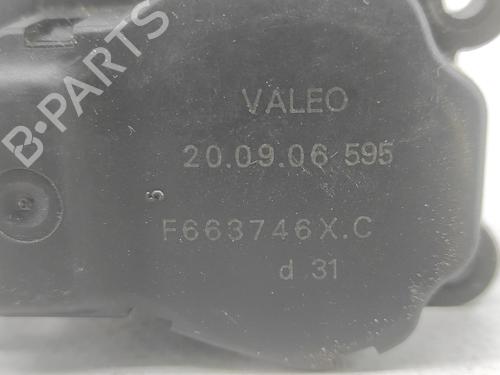 B-PARTS
VALEO
20.09.06 595
F663746X.C
d 31